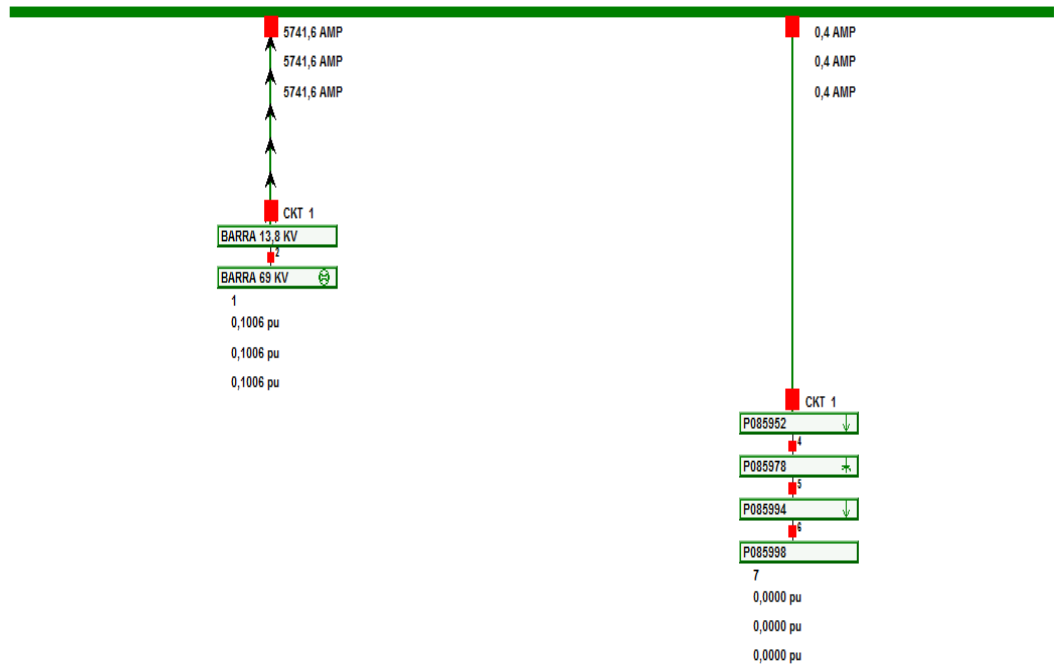 5741,6 AMP
5741,6 AMP
5741,6 AMP
CKT 1
BARRA 13,8 KV
2
BARRA 69 KV
1
0,1006 pu
0,1006 pu
0,1006 pu
0,4 AMP
0,4 AMP
0,4 AMP
CKT 1
P085952
4
P085978
5
P085994
6
P085998
7
0,0000 pu
0,0000 pu
0,0000 pu